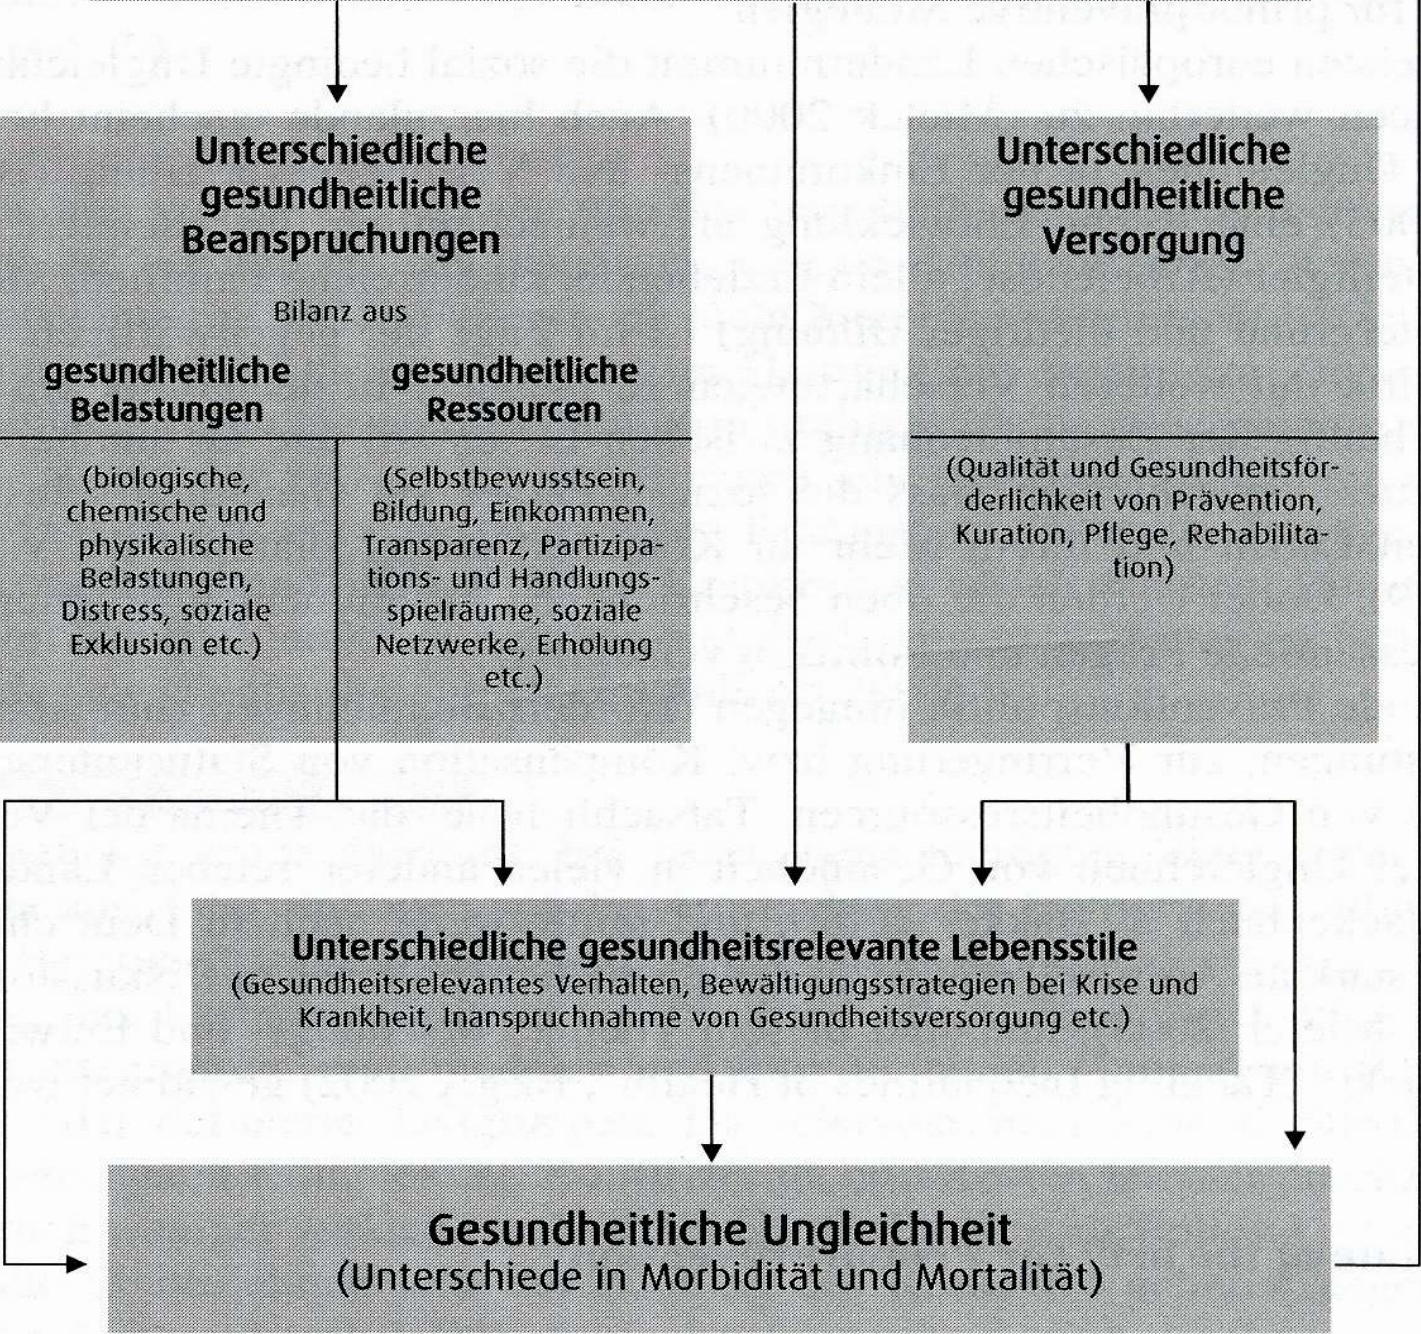 Unterschiedliche
gesundheitliche
Beanspruchungen
Bilanz aus
gesundheitliche
Belastungen
gesundheitliche
Ressourcen
(biologische,
chemische und
physikalische
Belastungen,
Distress, soziale
Exklusion etc.)
(Selbstbewusstsein,
Bildung, Einkommen,
Transparenz, Partizipa-
tions- und Handlungs-
spielräume, soziale
Netzwerke, Erholung
etc.)
Unterschiedliche
gesundheitliche
Versorgung
(Qualität und Gesundheitsför-
derlichkeit von Prävention,
Kuration, Pflege, Rehabilita-
tion)
Unterschiedliche gesundheitsrelevante Lebensstile
(Gesundheitsrelevantes Verhalten, Bewältigungsstrategien bei Krise und
Krankheit, Inanspruchnahme von Gesundheitsversorgung etc.)
Gesundheitliche Ungleichheit
(Unterschiede in Morbidität und Mortalität)